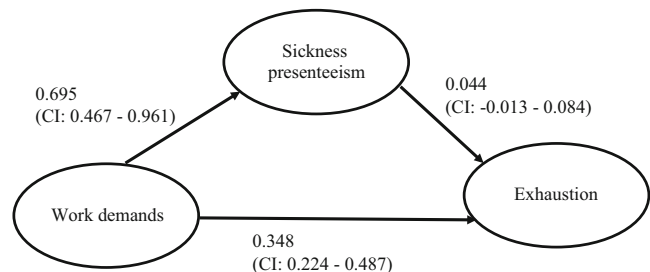 Sickness
presenteeism
0.695
(CI: 0.467 - 0.961)
0.044
(CI: -0.013 - 0.084)
Work demands
Exhaustion
0.348
(CI: 0.224 - 0.487)